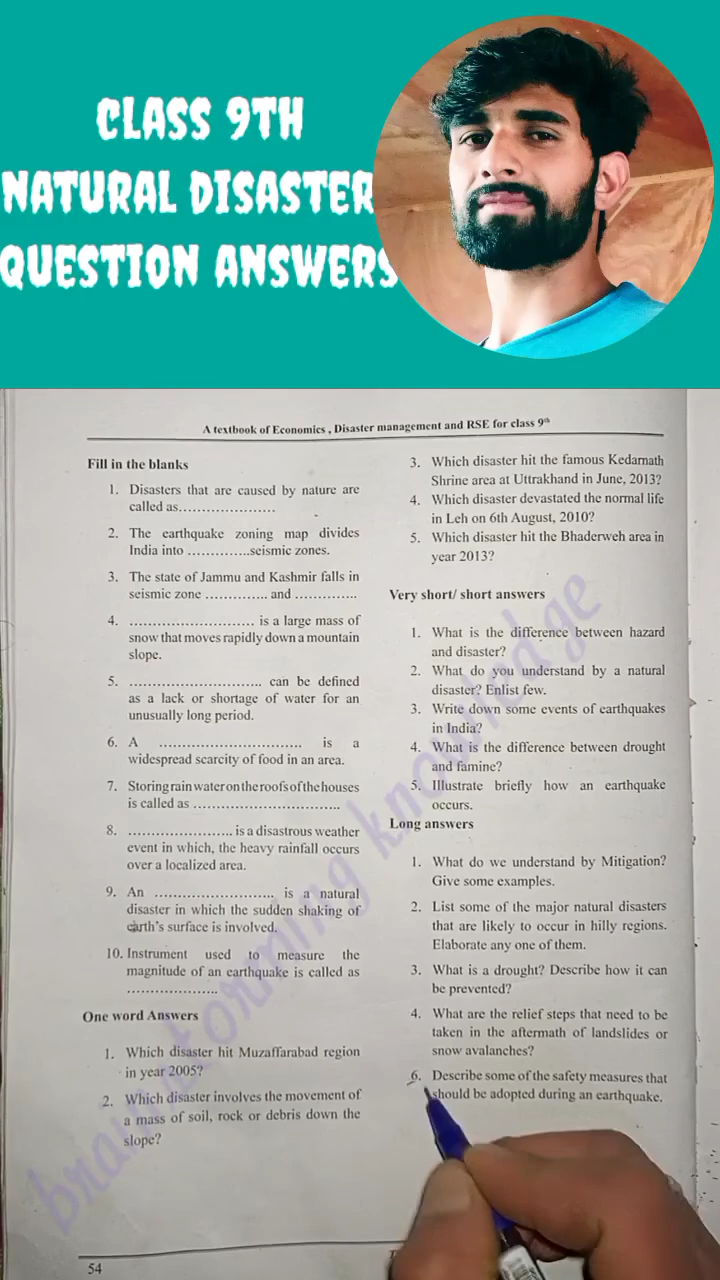 CLASS 9TH
NATURAL DISASTER
QUESTION ANSWERS
A textbook of Economics , Disaster management and RSE for class 9th
Fill in the blanks
1. Disasters that are caused by nature are
called as....................
2. The earthquake zoning map divides
India into .............seismic zones.
3. The state of Jammu and Kashmir falls in
seismic zone ............. and .............
4. .......................... is a large mass of
snow that moves rapidly down a mountain
slope.
5. ........................... can be defined
as a lack or shortage of water for an
unusually long period.
6. A ............................. is a
widespread scarcity of food in an area.
7. Storing rain water on the roofs of the houses
is called as ..............................
8. ...................... is a disastrous weather
event in which, the heavy rainfall occurs
over a localized area.
9. An ......................... is a natural
disaster in which the sudden shaking of
earth's surface is involved.
10. Instrument used to measure the
magnitude of an earthquake is called as
...................
One word Answers
1. Which disaster hit Muzaffarabad region
in year 2005?
2. Which disaster involves the movement of
a mass of soil, rock or debris down the
slope?
3. Which disaster hit the famous Kedarnath
Shrine area at Uttrakhand in June, 2013?
4. Which disaster devastated the normal life
in Leh on 6th August, 2010?
5. Which disaster hit the Bhaderweh area in
year 2013?
Very short/ short answers
1. What is the difference between hazard
and disaster?
2. What do you understand by a natural
disaster? Enlist few.
3. Write down some events of earthquakes
in India?
4. What is the difference between drought
and famine?
5. Illustrate briefly how an earthquake
occurs.
Long answers
1. What do we understand by Mitigation?
Give some examples.
2. List some of the major natural disasters
that are likely to occur in hilly regions.
Elaborate any one of them.
3. What is a drought? Describe how it can
be prevented?
4. What are the relief steps that need to be
taken in the aftermath of landslides or
snow avalanches?
6. Describe some of the safety measures that
should be adopted during an earthquake.
54
brain storming knowledge